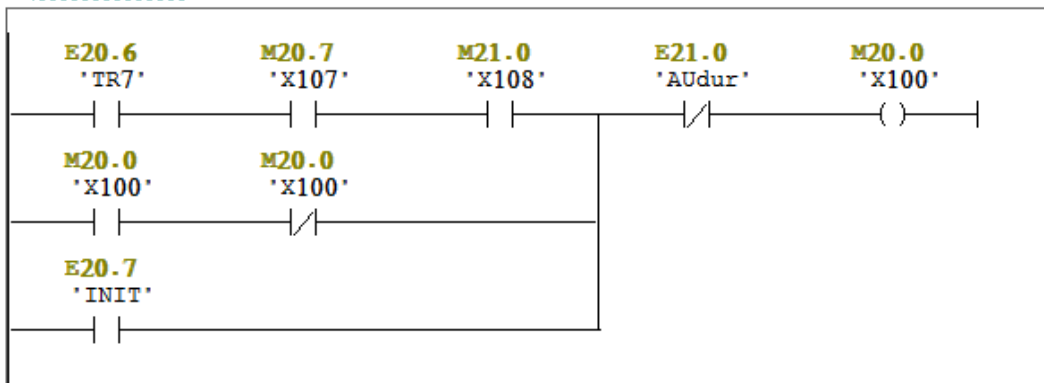 E20.6 M20.7 M21.0 E21.0 M20.0
"TR7" "X107" "X108" "AUdur" "X100"
M20.0 M20.0
"X100" "X100"
E20.7
"INIT"